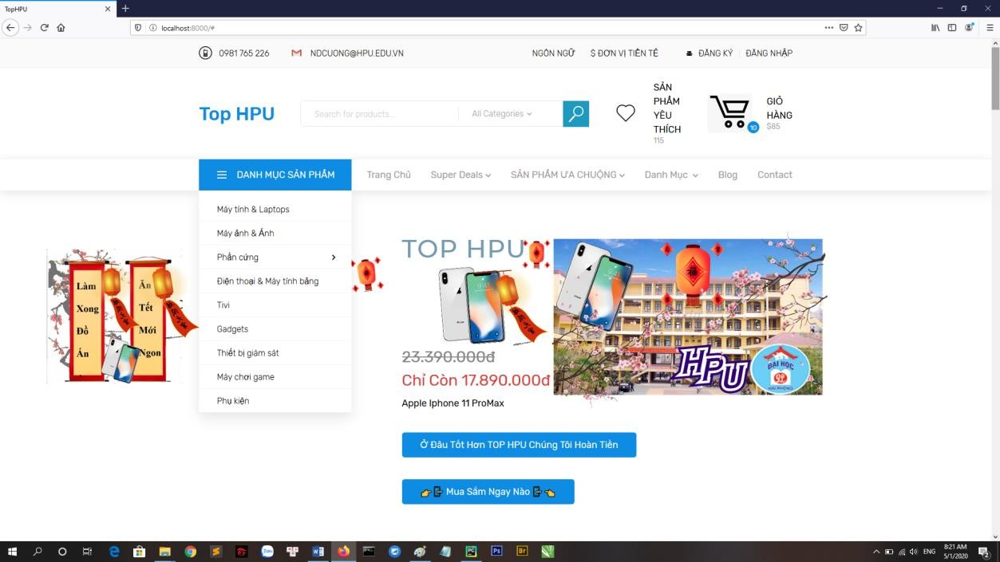 TopHPU
localhost:8000/#
0981 765 226
NDCUONG@HPU.EDU.VN
NGÔN NGỮ
$ ĐƠN VỊ TIỀN TỆ
ĐĂNG KÝ
ĐĂNG NHẬP
Top HPU
Search for products...
All Categories
SẢN
PHẨM
YÊU
THÍCH
115
10
GIỎ
HÀNG
$85
DANH MỤC SẢN PHẨM
Trang Chủ
Super Deals
SẢN PHẨM ƯA CHUỘNG
Danh Mục
Blog
Contact
Máy tính & Laptops
Máy ảnh & Ảnh
Phần cứng
Điện thoại & Máy tính bảng
Tivi
Gadgets
Thiết bị giám sát
Máy chơi game
Phụ kiện
Làm
Xong
Đồ
Án
Ăn
Tết
Mới
Ngon
TOP HPU
23.390.000đ
Chỉ Còn 17.890.000đ
Apple Iphone 11 ProMax
福
HPU
ĐẠI HỌC
HẢI PHÒNG
Ở Đâu Tốt Hơn TOP HPU Chúng Tôi Hoàn Tiền
Mua Sắm Ngay Nào
Zalo
PC
Ps
Br
ENG
8:21 AM
5/1/2020
2